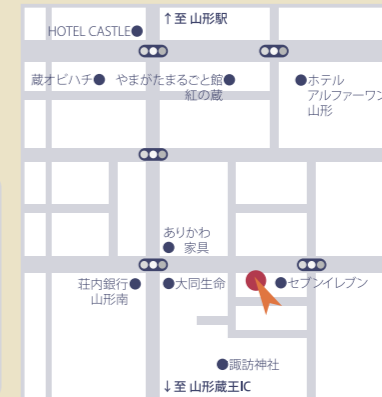 ↑至 山形駅
HOTEL CASTLE
蔵オビハチ
やまがたまるごと館
紅の蔵
ホテル
アルファーワン
山形
ありかわ
家具
荘内銀行
山形南
大同生命
セブンイレブン
諏訪神社
↓至 山形蔵王IC